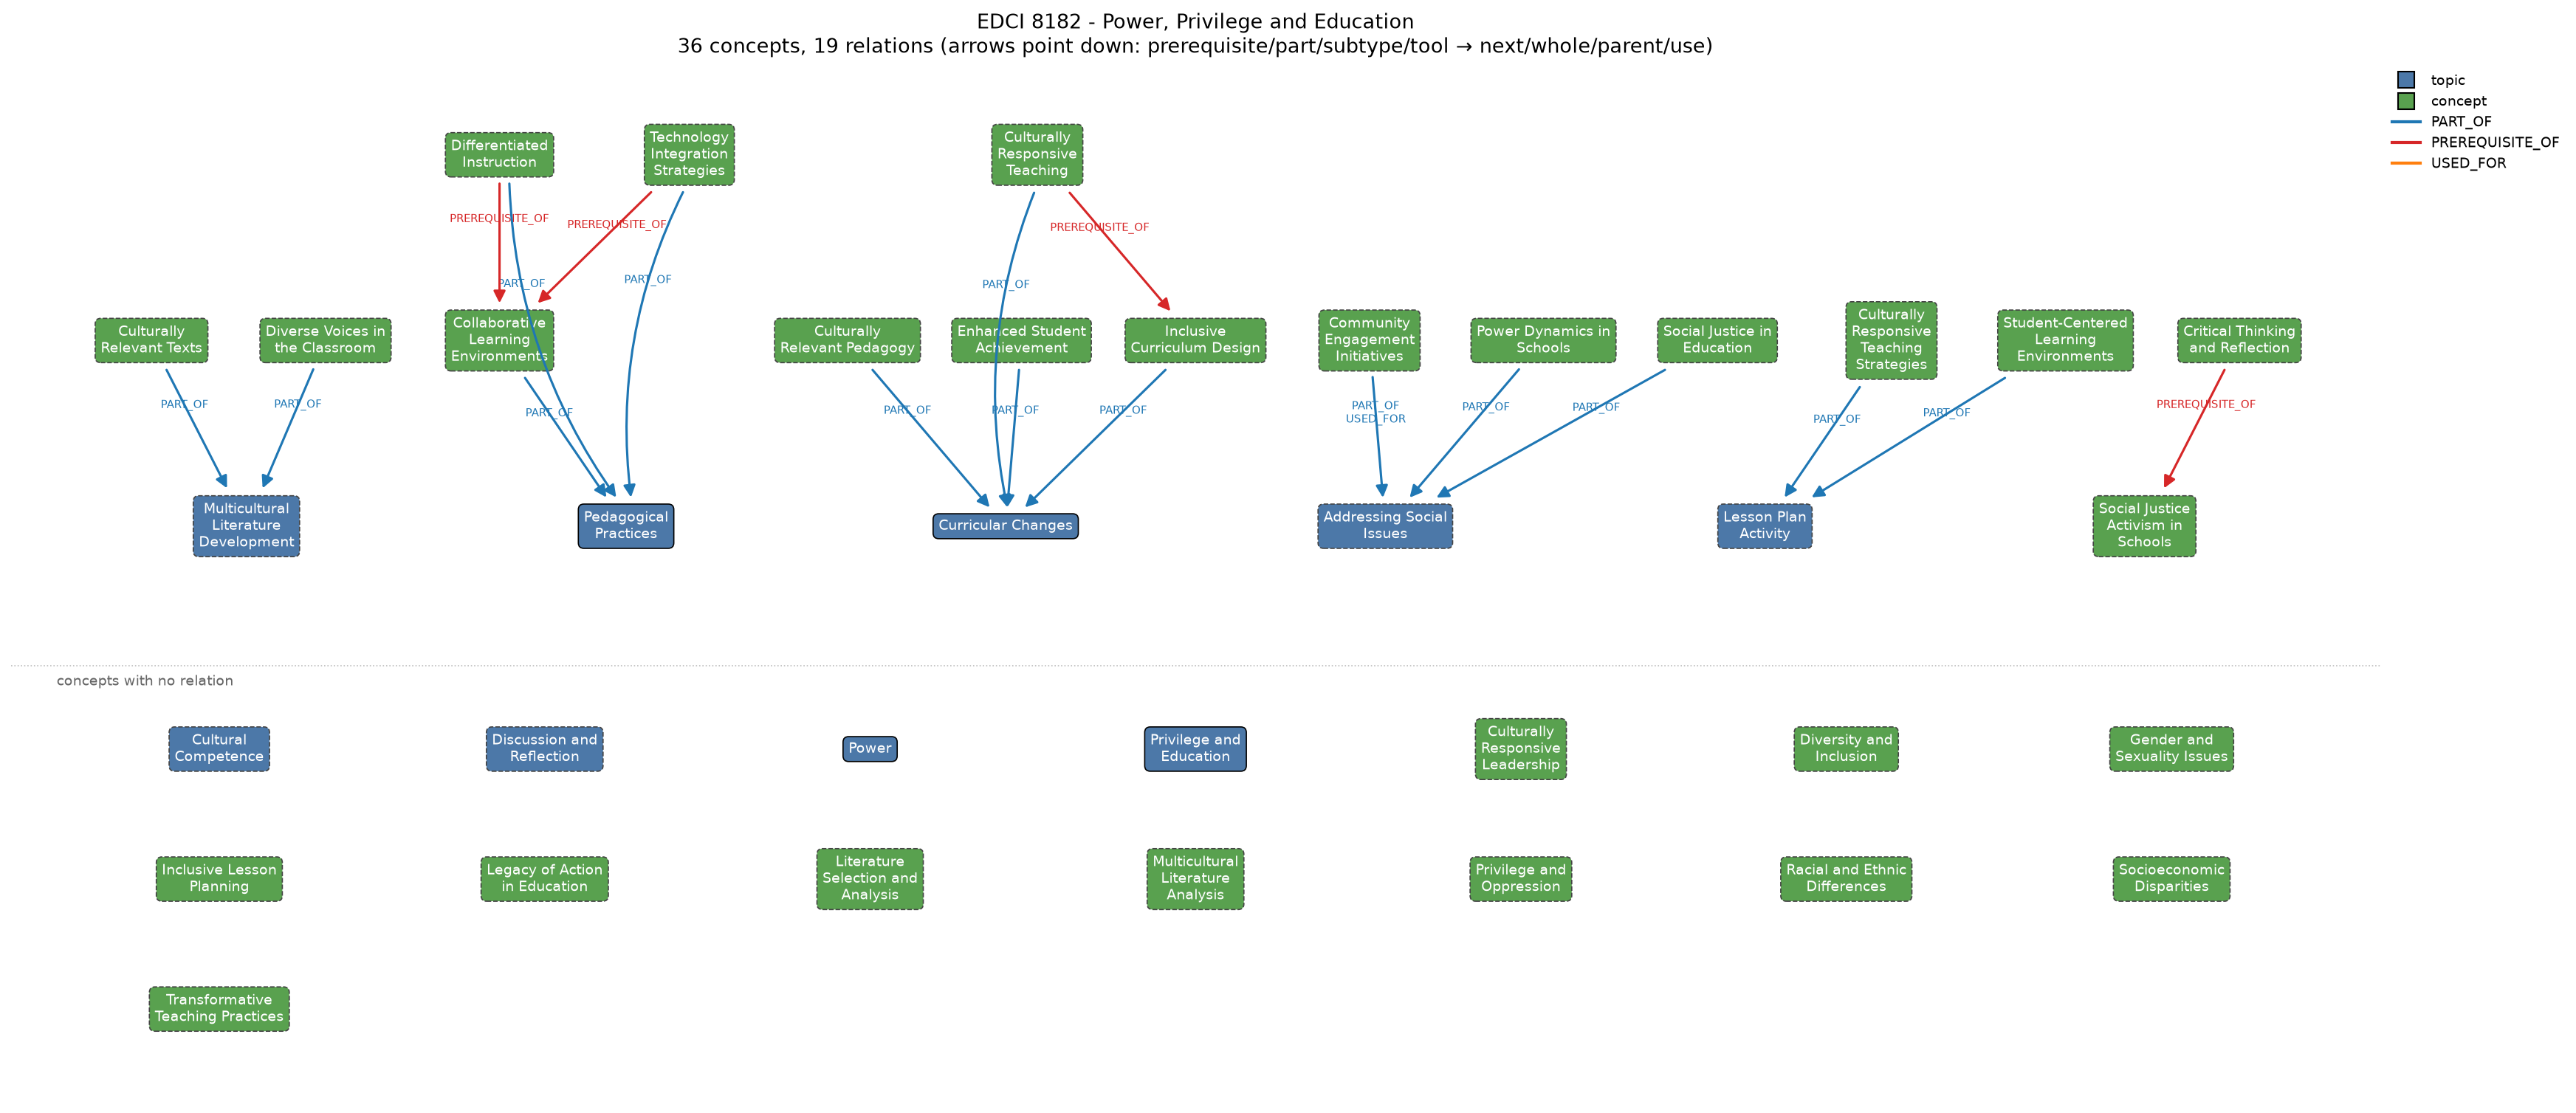 EDCI 8182 - Power, Privilege and Education
36 concepts, 19 relations (arrows point down: prerequisite/part/subtype/tool → next/whole/parent/use)
topic
concept
PART_OF
PREREQUISITE_OF
USED_FOR
Differentiated
Instruction
Technology
Integration
Strategies
Culturally
Responsive
Teaching
PREREQUISITE_OF
PREREQUISITE_OF
PREREQUISITE_OF
PART_OF
PART_OF
PART_OF
Culturally
Relevant Texts
Diverse Voices in
the Classroom
Collaborative
Learning
Environments
Culturally
Relevant Pedagogy
Enhanced Student
Achievement
Inclusive
Curriculum Design
Community
Engagement
Initiatives
Power Dynamics in
Schools
Social Justice in
Education
Culturally
Responsive
Teaching
Strategies
Student-Centered
Learning
Environments
Critical Thinking
and Reflection
PART_OF
PART_OF
PART_OF
PART_OF
PART_OF
PART_OF
PART_OF
USED_FOR
PART_OF
PART_OF
PART_OF
PART_OF
PREREQUISITE_OF
Multicultural
Literature
Development
Pedagogical
Practices
Curricular Changes
Addressing Social
Issues
Lesson Plan
Activity
Social Justice
Activism in
Schools
concepts with no relation
Cultural
Competence
Discussion and
Reflection
Power
Privilege and
Education
Culturally
Responsive
Leadership
Diversity and
Inclusion
Gender and
Sexuality Issues
Inclusive Lesson
Planning
Legacy of Action
in Education
Literature
Selection and
Analysis
Multicultural
Literature
Analysis
Privilege and
Oppression
Racial and Ethnic
Differences
Socioeconomic
Disparities
Transformative
Teaching Practices